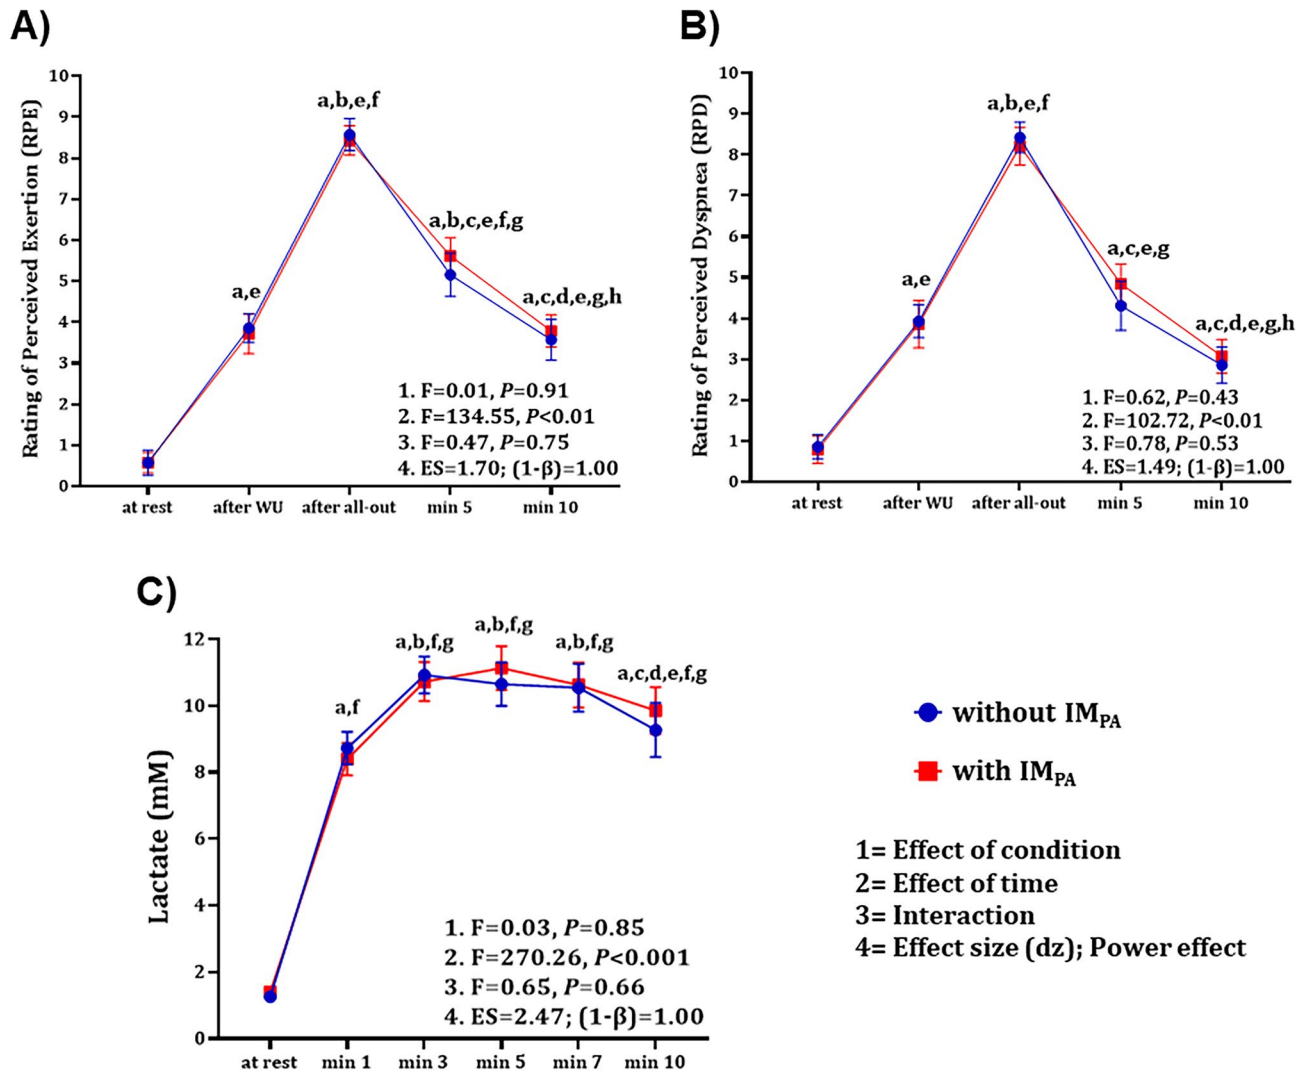 A)
Rating of Perceived Exertion (RPE)
10
9
8
7
6
5
4
3
2
1
0
a,e
a,b,e,f
a,b,c,e,f,g
a,c,d,e,g,h
1. F=0.01, P=0.91
2. F=134.55, P<0.01
3. F=0.47, P=0.75
4. ES=1.70; (1-β)=1.00
at rest
after WU
after all-out
min 5
min 10
B)
Rating of Perceived Dyspnea (RPD)
10
9
8
7
6
5
4
3
2
1
0
a,e
a,b,e,f
a,c,e,g
a,c,d,e,g,h
1. F=0.62, P=0.43
2. F=102.72, P<0.01
3. F=0.78, P=0.53
4. ES=1.49; (1-β)=1.00
at rest
after WU
after all-out
min 5
min 10
C)
Lactate (mM)
12
10
8
6
4
2
0
a,f
a,b,f,g
a,b,f,g
a,b,f,g
a,c,d,e,f,g
1. F=0.03, P=0.85
2. F=270.26, P<0.001
3. F=0.65, P=0.66
4. ES=2.47; (1-β)=1.00
at rest
min 1
min 3
min 5
min 7
min 10
without IMPA
with IMPA
1= Effect of condition
2= Effect of time
3= Interaction
4= Effect size (dz); Power effect